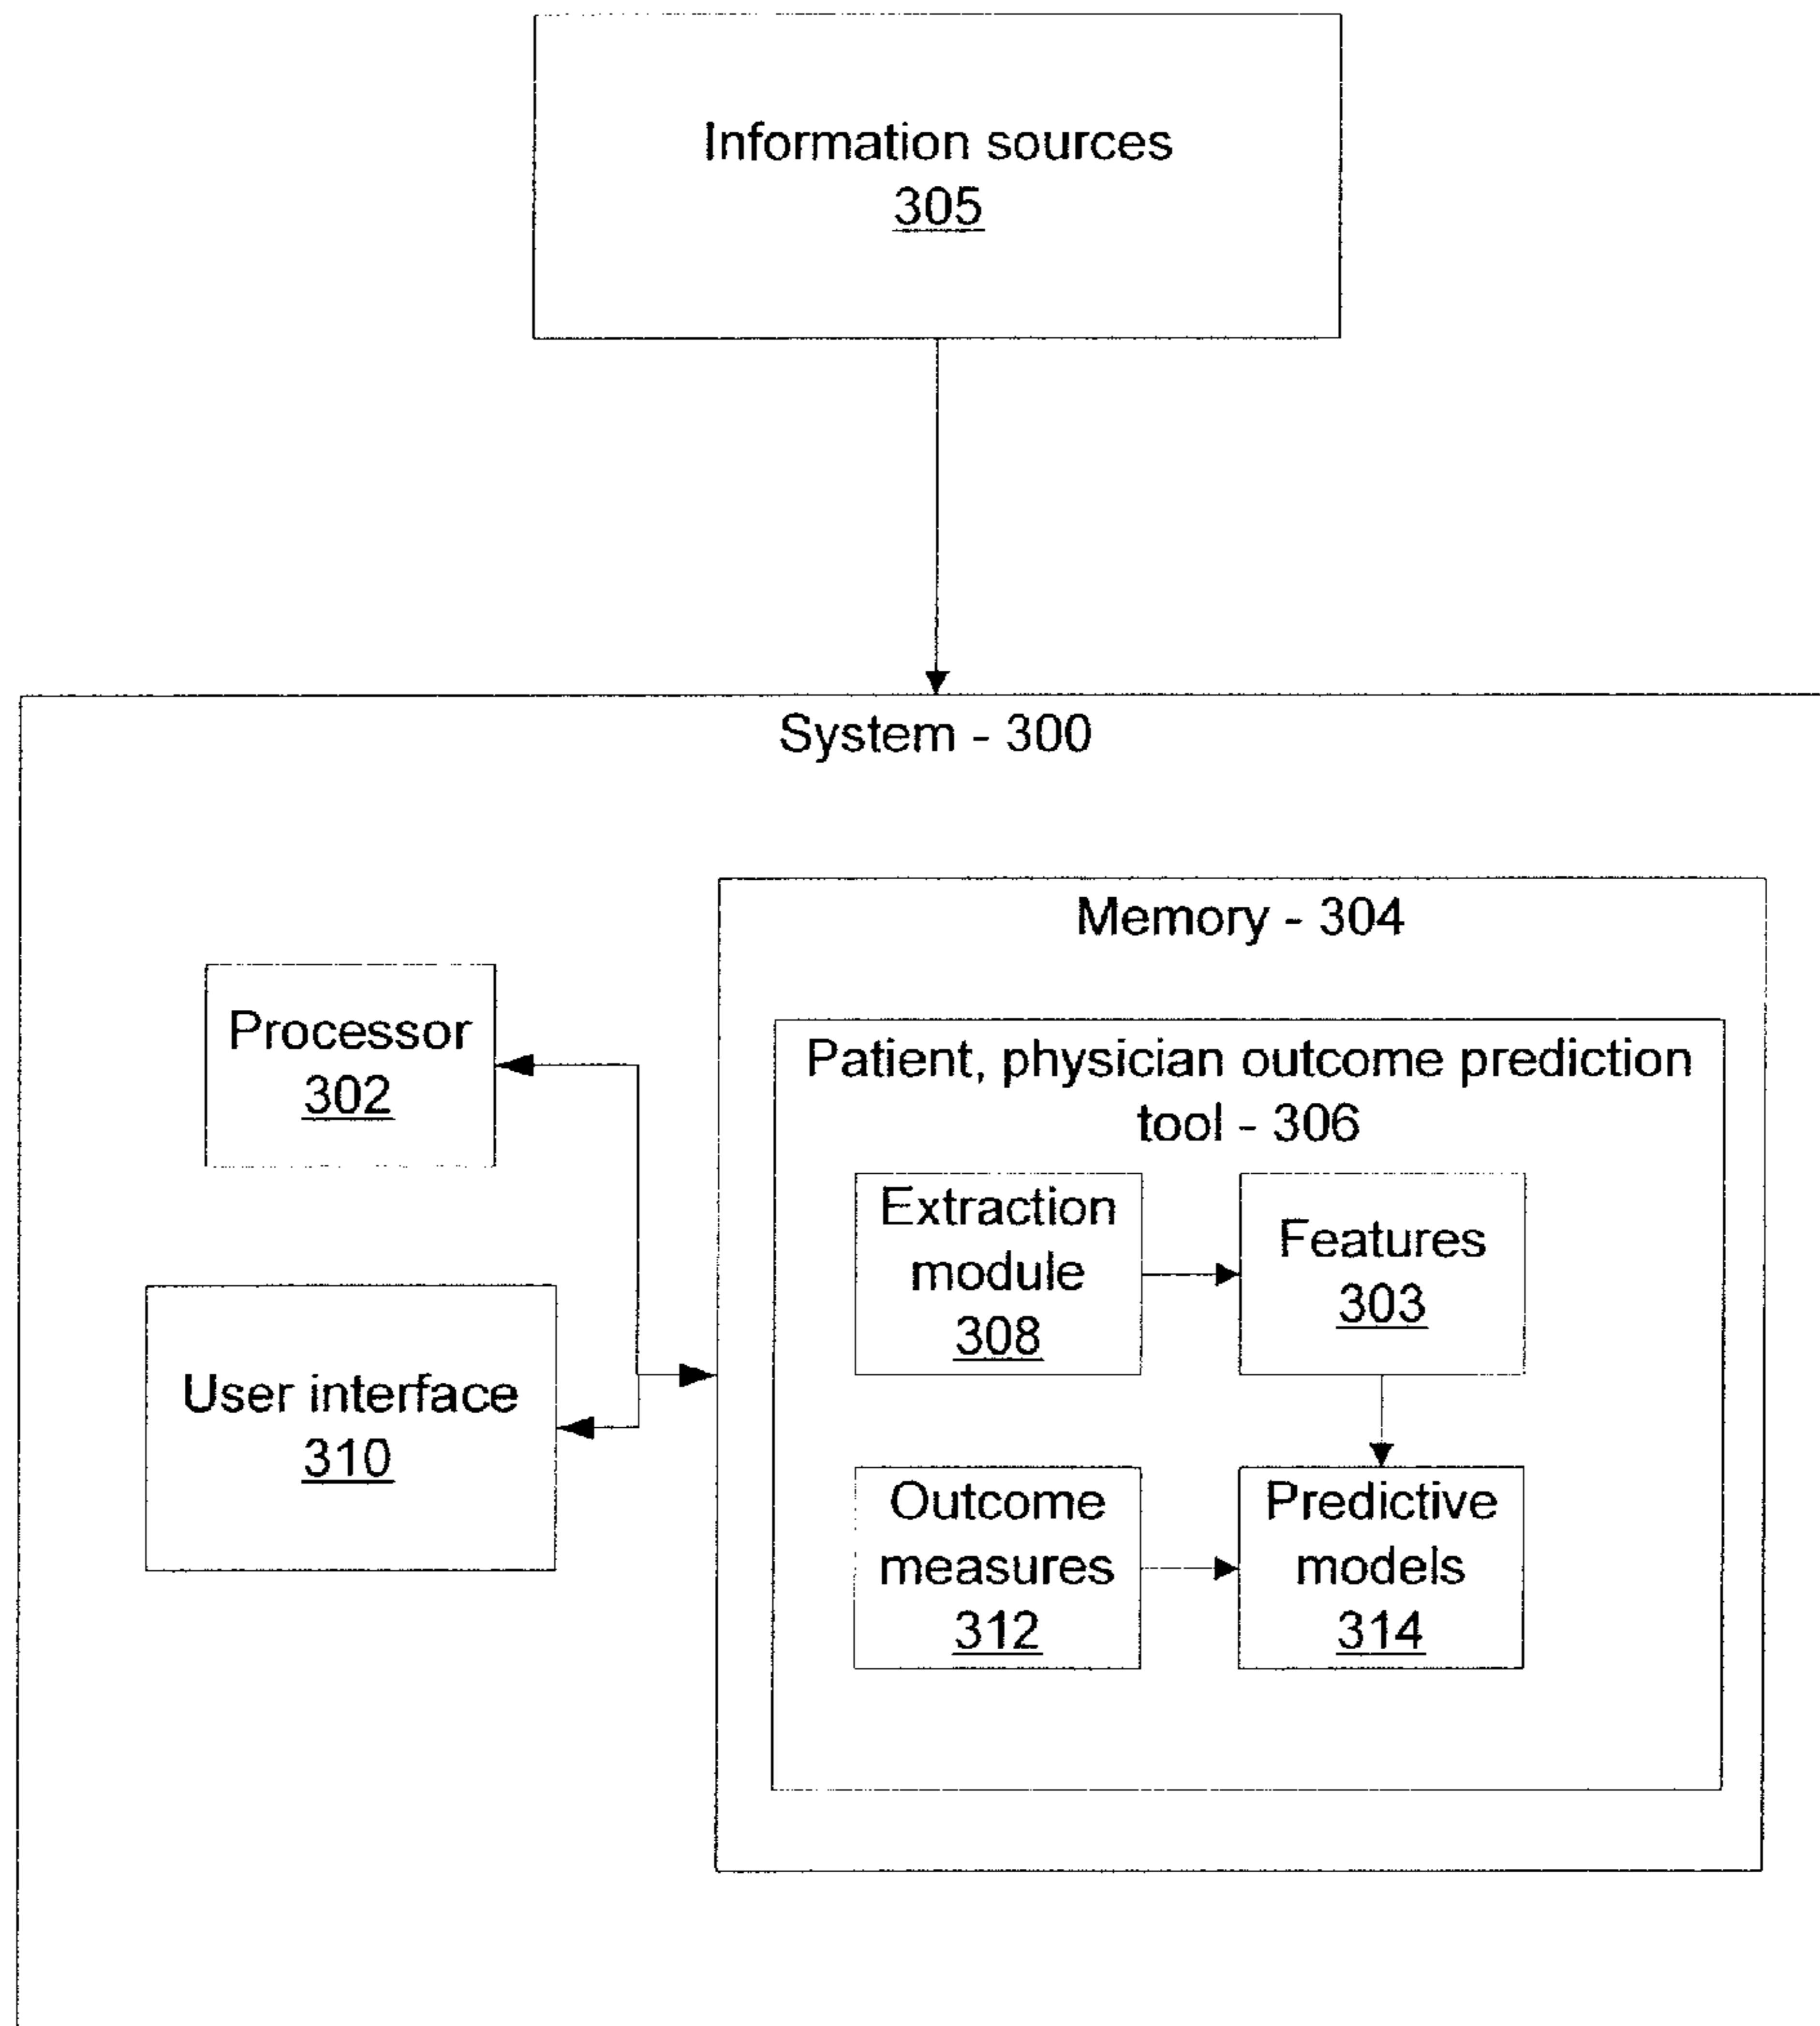 Information sources
305
System - 300
Memory - 304
Processor
302
Patient, physician outcome prediction
tool - 306
Extraction
module
308
Features
303
User interface
310
Outcome
measures
312
Predictive
models
314